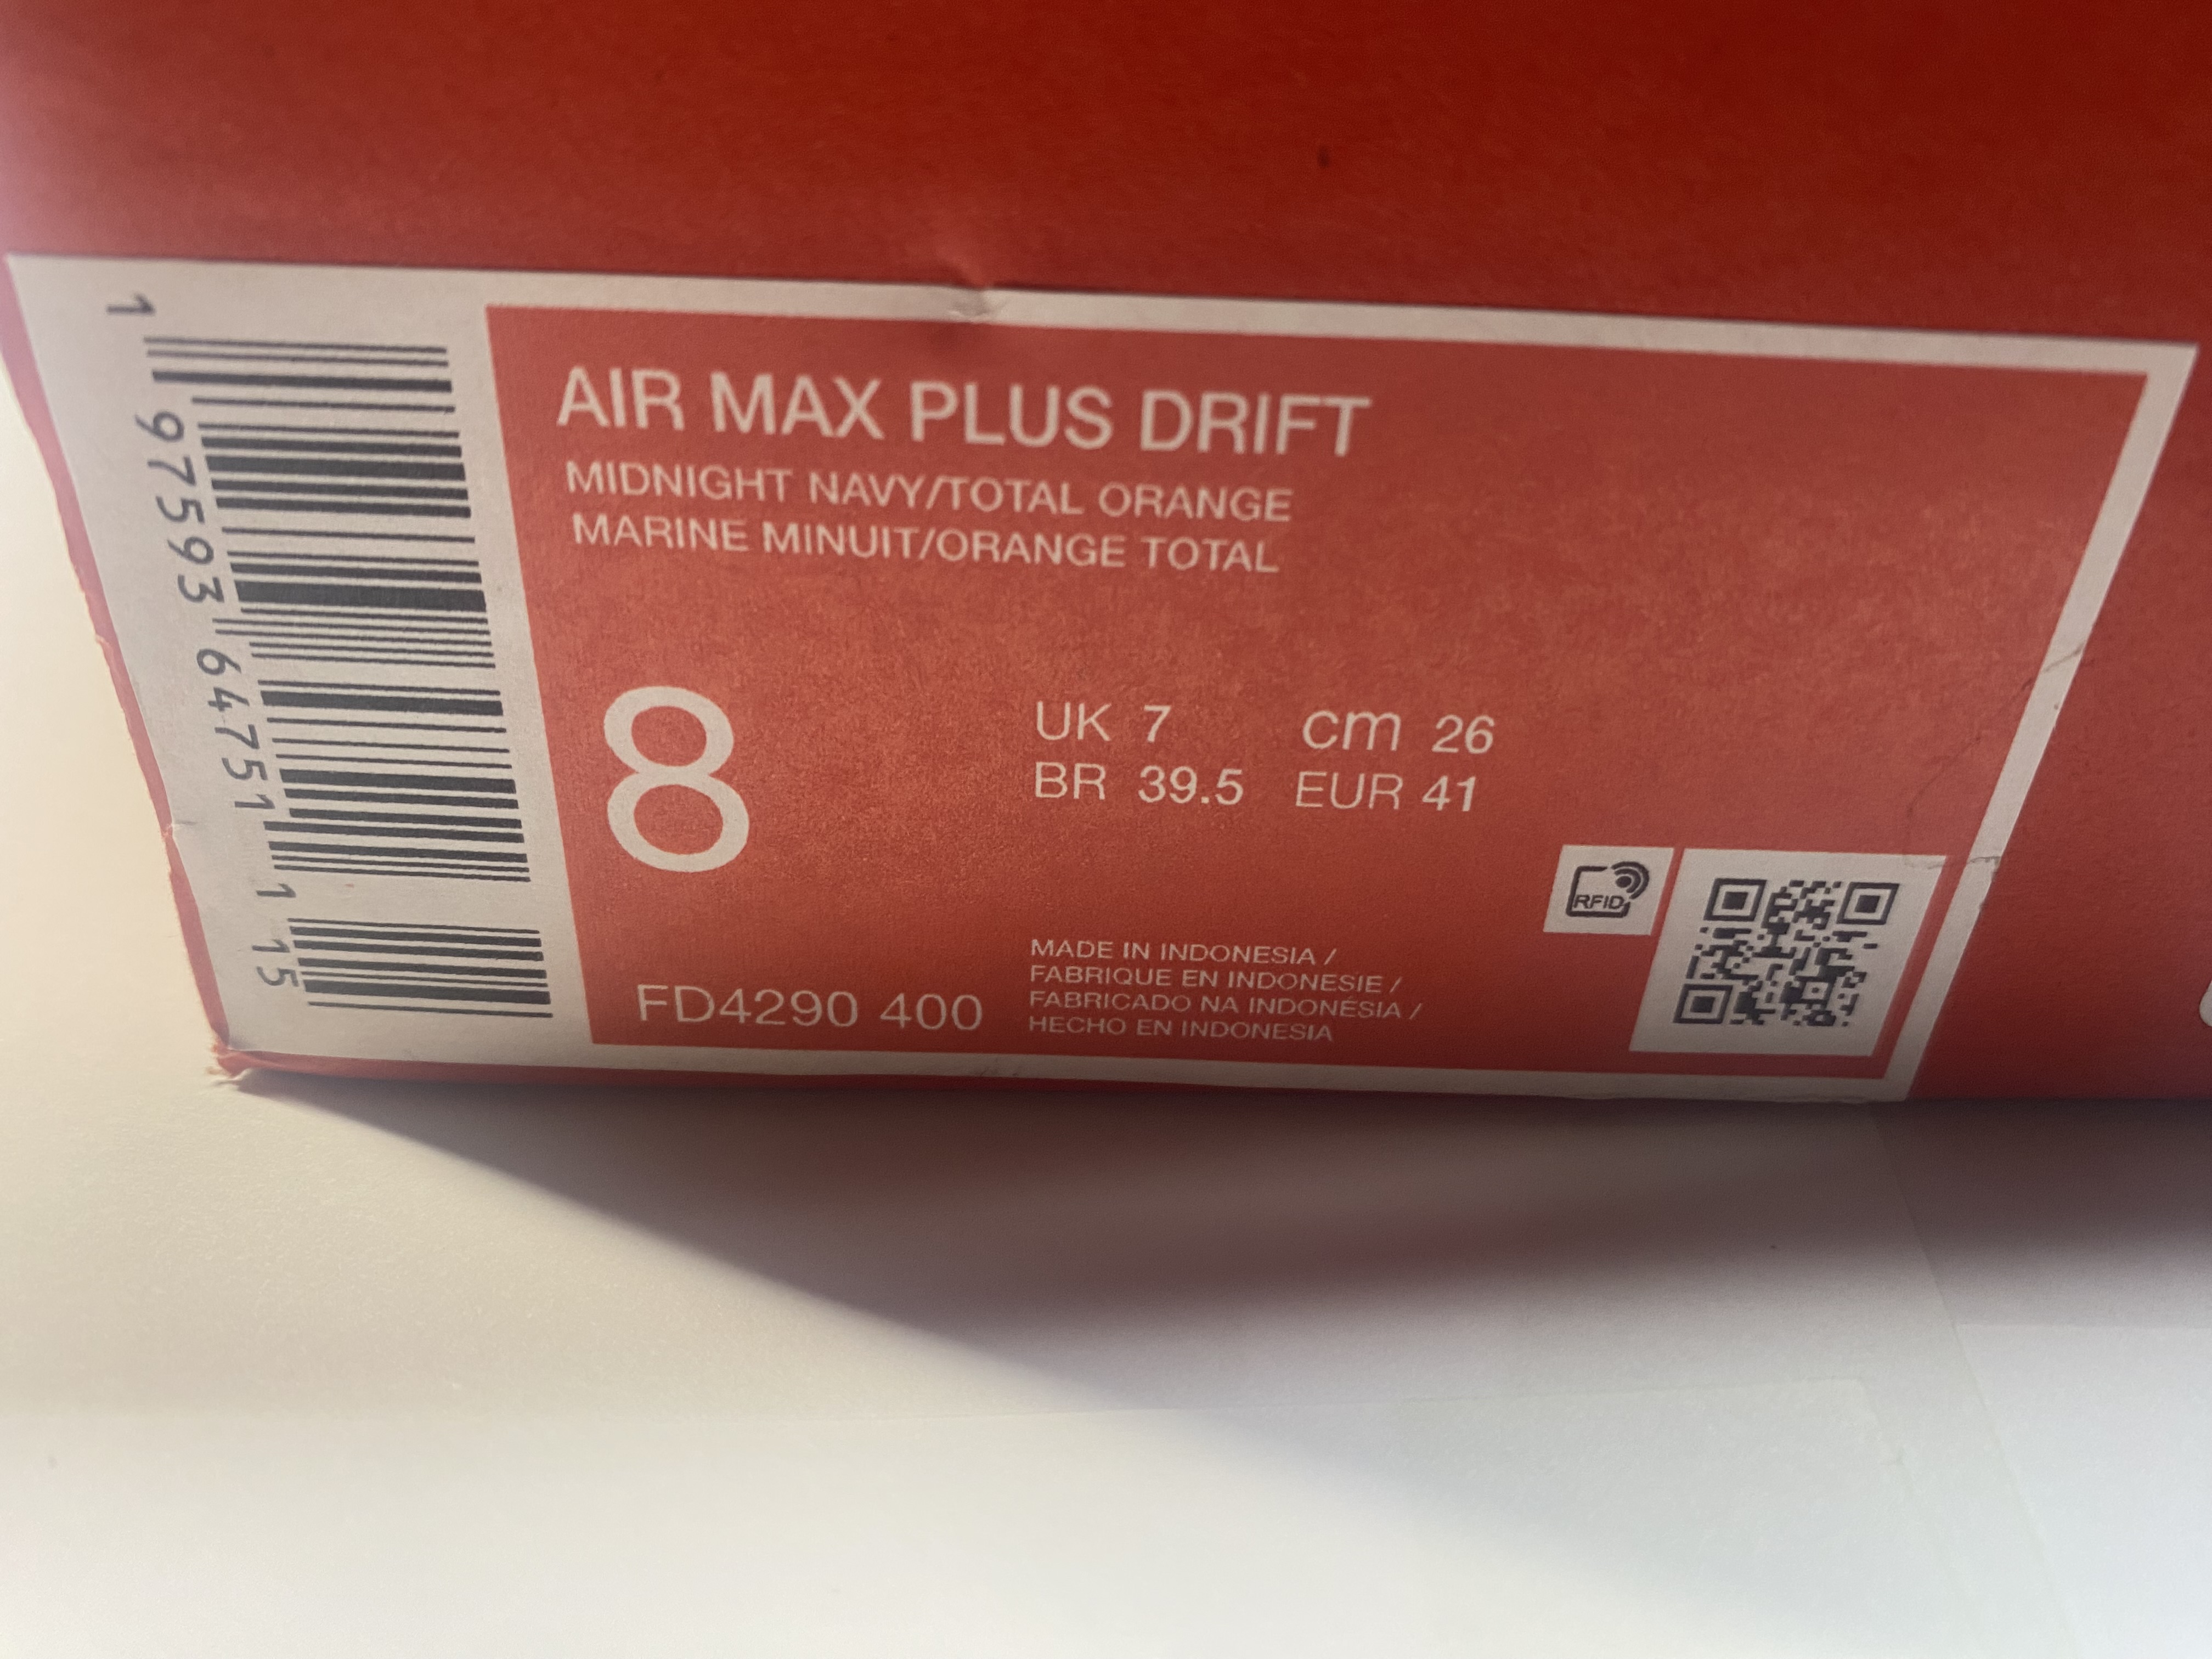 1 97593 64751 1 15
AIR MAX PLUS DRIFT
MIDNIGHT NAVY/TOTAL ORANGE
MARINE MINUIT/ORANGE TOTAL
8
UK 7 cm 26
BR 39.5 EUR 41
RFID
FD4290 400
MADE IN INDONESIA /
FABRIQUE EN INDONESIE /
FABRICADO NA INDONÉSIA /
HECHO EN INDONESIA